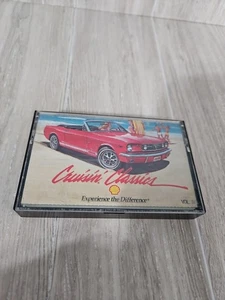 Cruisin' Classics
Experience the Difference
VOL.